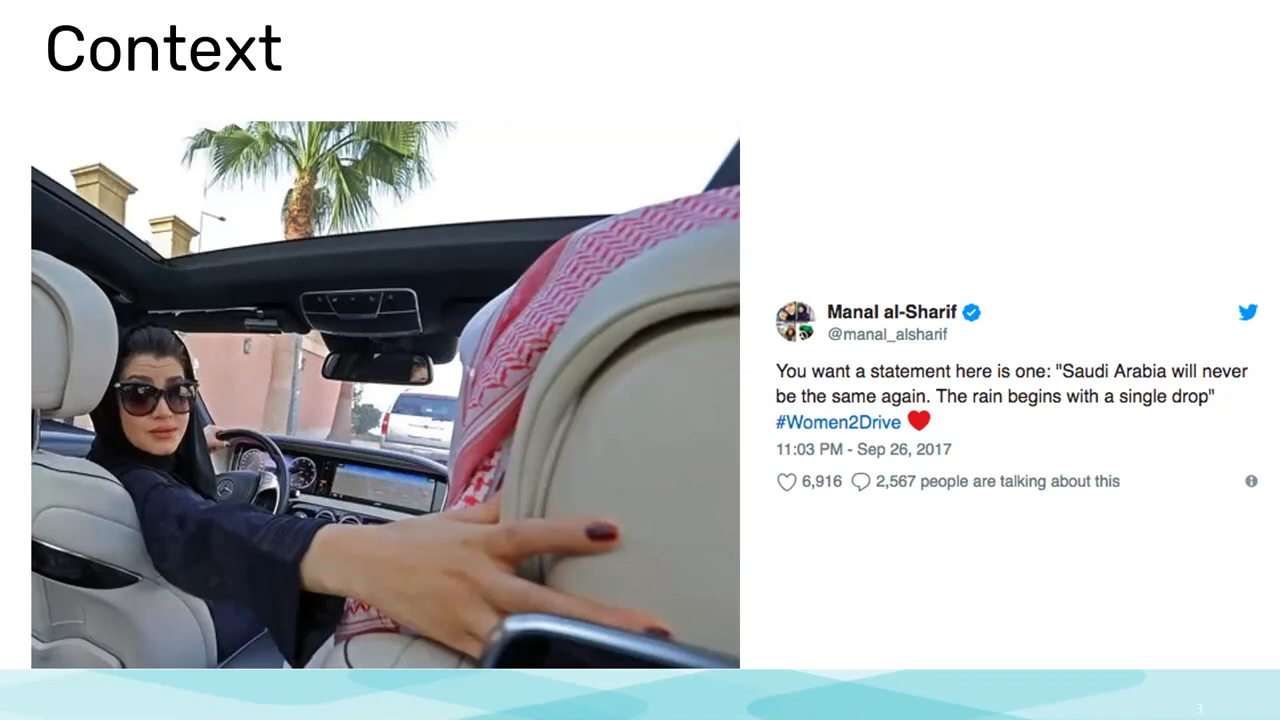 Context
Manal al-Sharif
@manal_alsharif
You want a statement here is one: "Saudi Arabia will never
be the same again. The rain begins with a single drop"
#Women2Drive ❤️
11:03 PM - Sep 26, 2017
6,916 2,567 people are talking about this
3